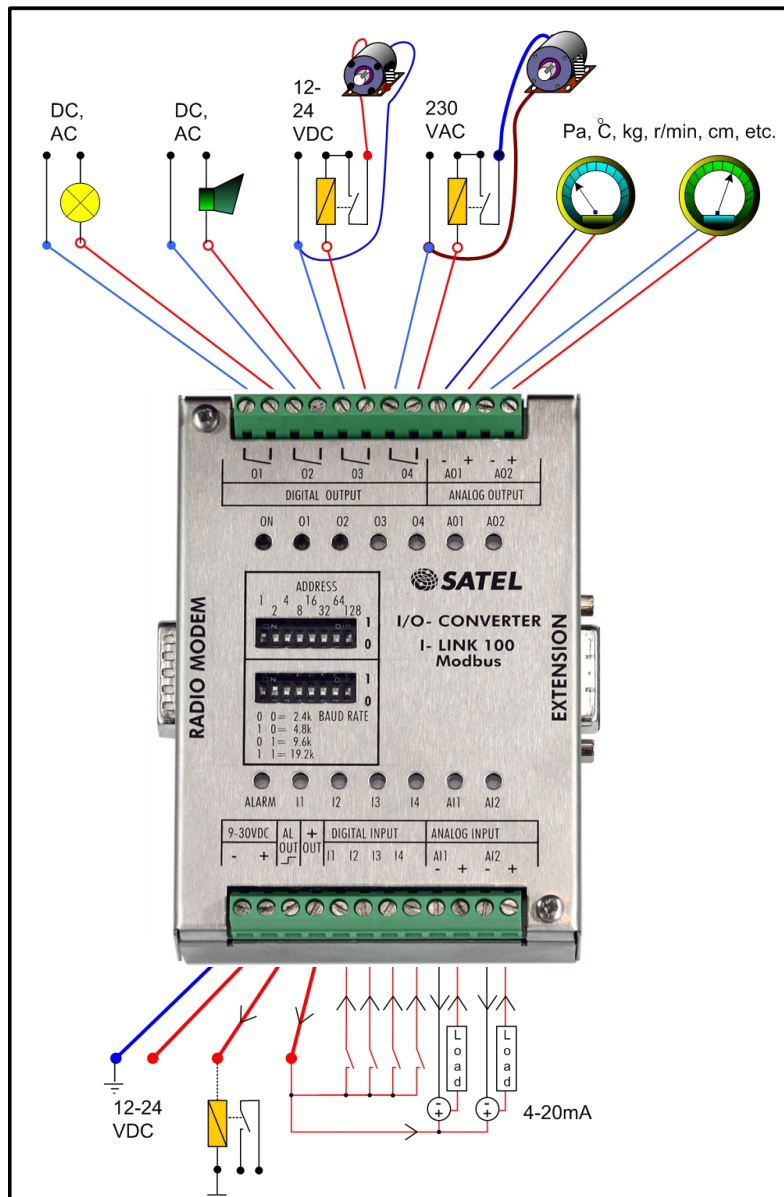 DC,
AC
DC,
AC
12-
24
VDC
230
VAC
Pa, °C, kg, r/min, cm, etc.
- + - +
O1 O2 O3 O4 AO1 AO2
DIGITAL OUTPUT ANALOG OUTPUT
ON O1 O2 O3 O4 AO1 AO2
RADIO MODEM
ADDRESS
1 4 16 64
2 8 32 128
1
0
1
0
0 0= 2.4k BAUD RATE
1 0= 4.8k
0 1= 9.6k
1 1= 19.2k
SATEL
I/O- CONVERTER
I- LINK 100
Modbus
EXTENSION
ALARM I1 I2 I3 I4 AI1 AI2
9-30VDC AL OUT + OUT DIGITAL INPUT ANALOG INPUT
- + I1 I2 I3 I4 AI1 AI2
- + - +
Load
Load
- +
- +
12-24
VDC
4-20mA